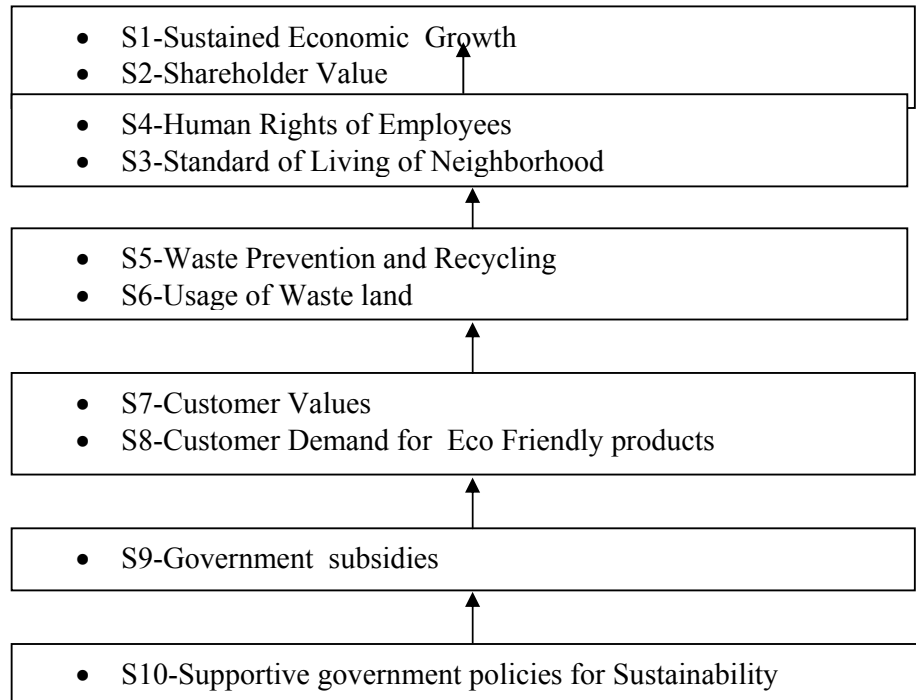 • S1-Sustained Economic Growth
• S2-Shareholder Value
• S4-Human Rights of Employees
• S3-Standard of Living of Neighborhood
• S5-Waste Prevention and Recycling
• S6-Usage of Waste land
• S7-Customer Values
• S8-Customer Demand for Eco Friendly products
• S9-Government subsidies
• S10-Supportive government policies for Sustainability